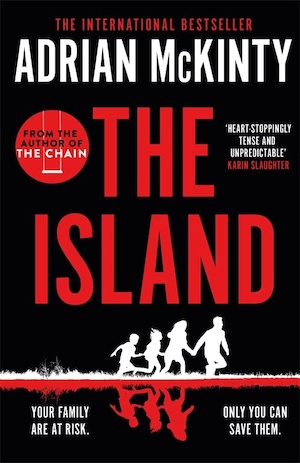 THE INTERNATIONAL BESTSELLER
ADRIAN McKINTY
FROM THE
AUTHOR OF
THE CHAIN
'HEART-STOPPINGLY
TENSE AND
UNPREDICTABLE'
KARIN SLAUGHTER
THE
ISLAND
YOUR FAMILY
ARE AT RISK.
ONLY YOU CAN
SAVE THEM.